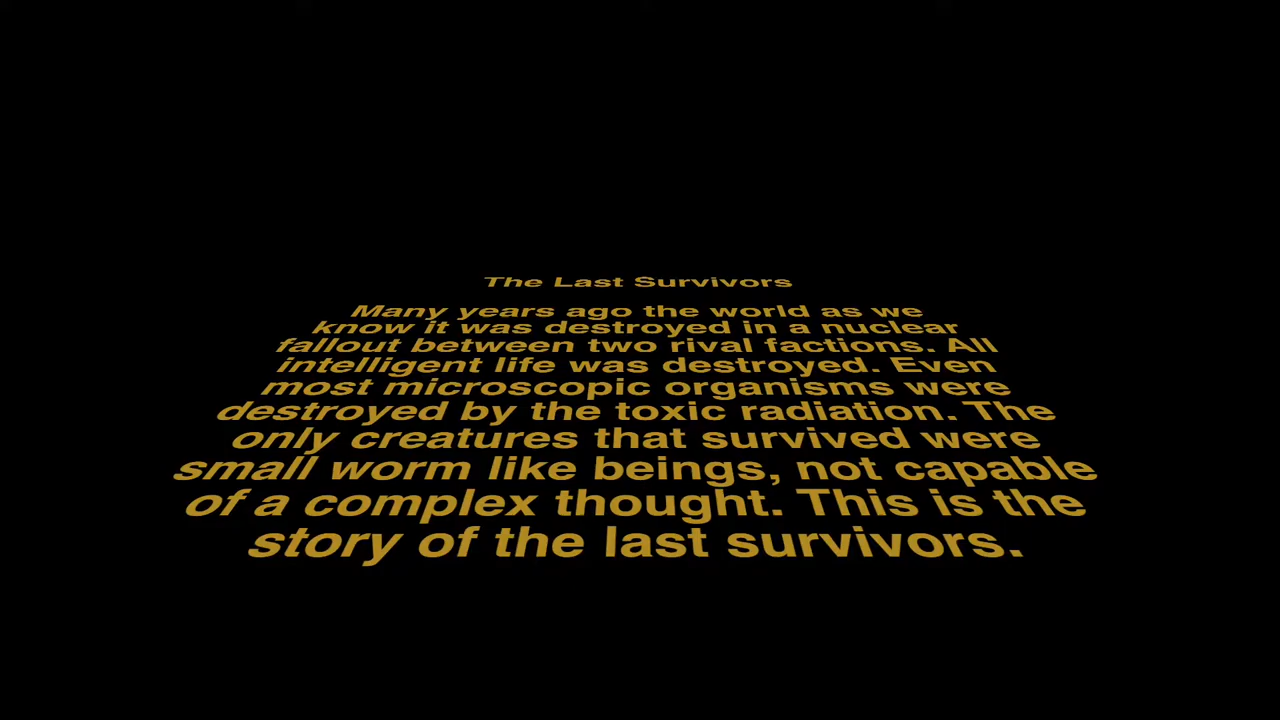 The Last Survivors
Many years ago the world as we
know it was destroyed in a nuclear
fallout between two rival factions. All
intelligent life was destroyed. Even
most microscopic organisms were
destroyed by the toxic radiation. The
only creatures that survived were
small worm like beings, not capable
of a complex thought. This is the
story of the last survivors.